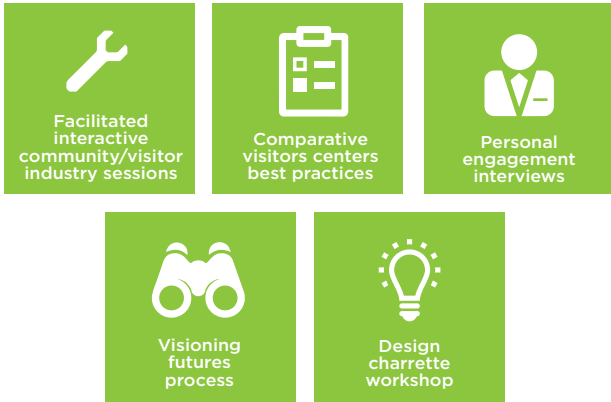 Facilitated
interactive
community/visitor
industry sessions
Comparative
visitors centers
best practices
Personal
engagement
interviews
Visioning
futures
process
Design
charrette
workshop